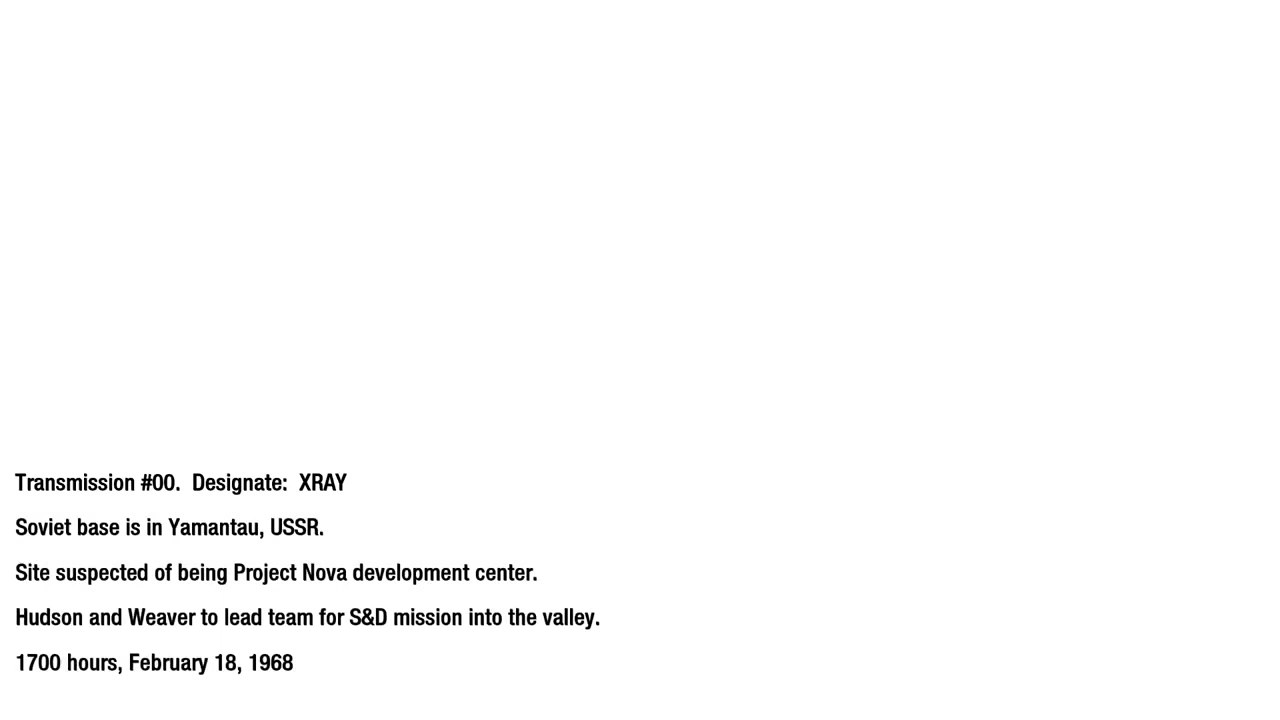 Transmission #00.  Designate:  XRAY
Soviet base is in Yamantau, USSR.
Site suspected of being Project Nova development center.
Hudson and Weaver to lead team for S&D mission into the valley.
1700 hours, February 18, 1968